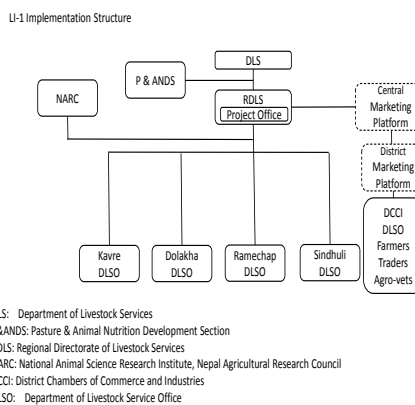 LI-1 Implementation Structure
DLS
P & ANDS
NARC
RDLS
Project Office
Central
Marketing
Platform
District
Marketing
Platform
DCCI
DLSO
Farmers
Traders
Agro-vets
Kavre
DLSO
Dolakha
DLSO
Ramechap
DLSO
Sindhuli
DLSO
LS: Department of Livestock Services
&ANDS: Pasture & Animal Nutrition Development Section
DLS: Regional Directorate of Livestock Services
ARC: National Animal Science Research Institute, Nepal Agricultural Research Council
CCI: District Chambers of Commerce and Industries
LSO: Department of Livestock Service Office